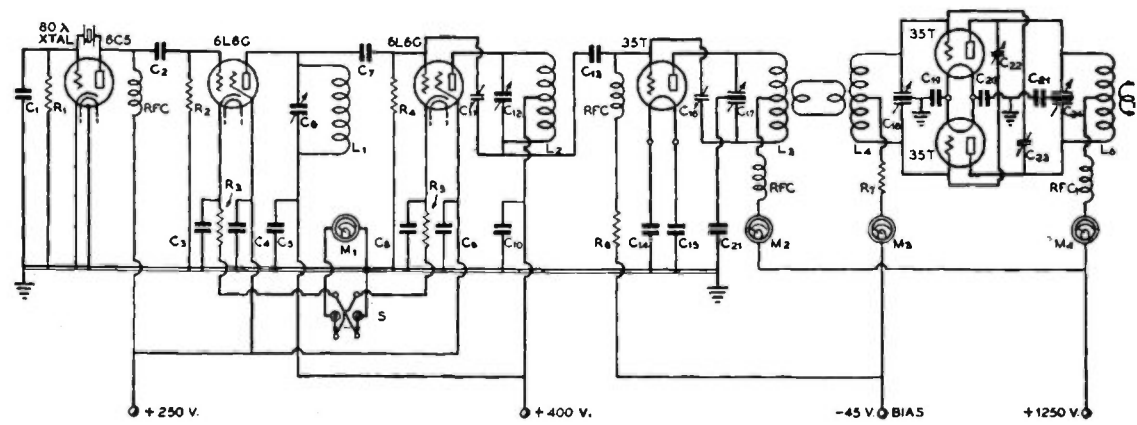 80 λ
XTAL
6C5
C2
6L6G
C7
6L6G
C13
35T
35T
C22
C1
R1
RFC
R2
C6
L1
R4
C11
C12
L2
RFC
C16
C17
L3
L4
C18
C19
C20
C21
L5
35T
C23
R3
R5
RFC
R7
RFC
C3
C4
C5
M1
C8
C9
C10
R6
C14
C15
C21
M2
M3
M4
S
+250 V.
+400 V.
-45 V. BIAS
+1250 V.